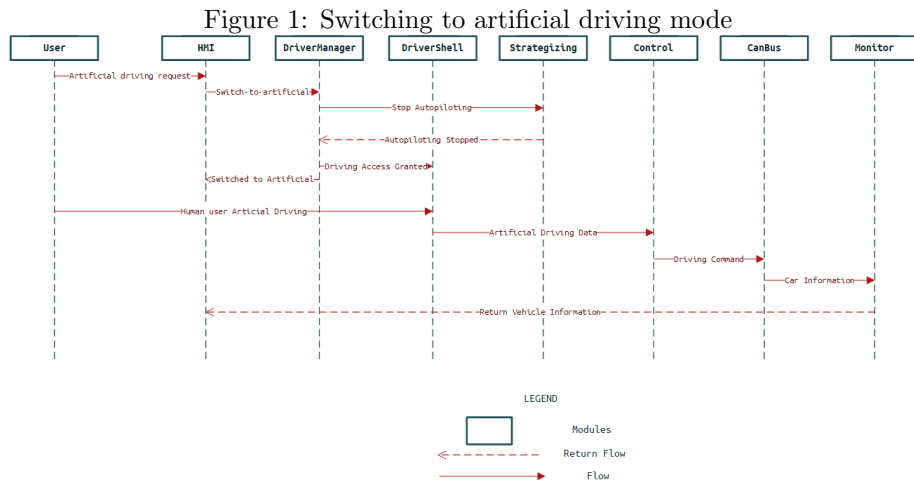 Figure 1: Switching to artificial driving mode
User HMI DriverManager DriverShell Strategizing Control CanBus Monitor
Artificial driving request
Switch-to-artificial
Stop Autopiloting
Autopiloting Stopped
Driving Access Granted
Switched to Artificial
Human user Articial Driving
Artificial Driving Data
Driving Command
Car Information
Return Vehicle Information
LEGEND
Modules
Return Flow
Flow